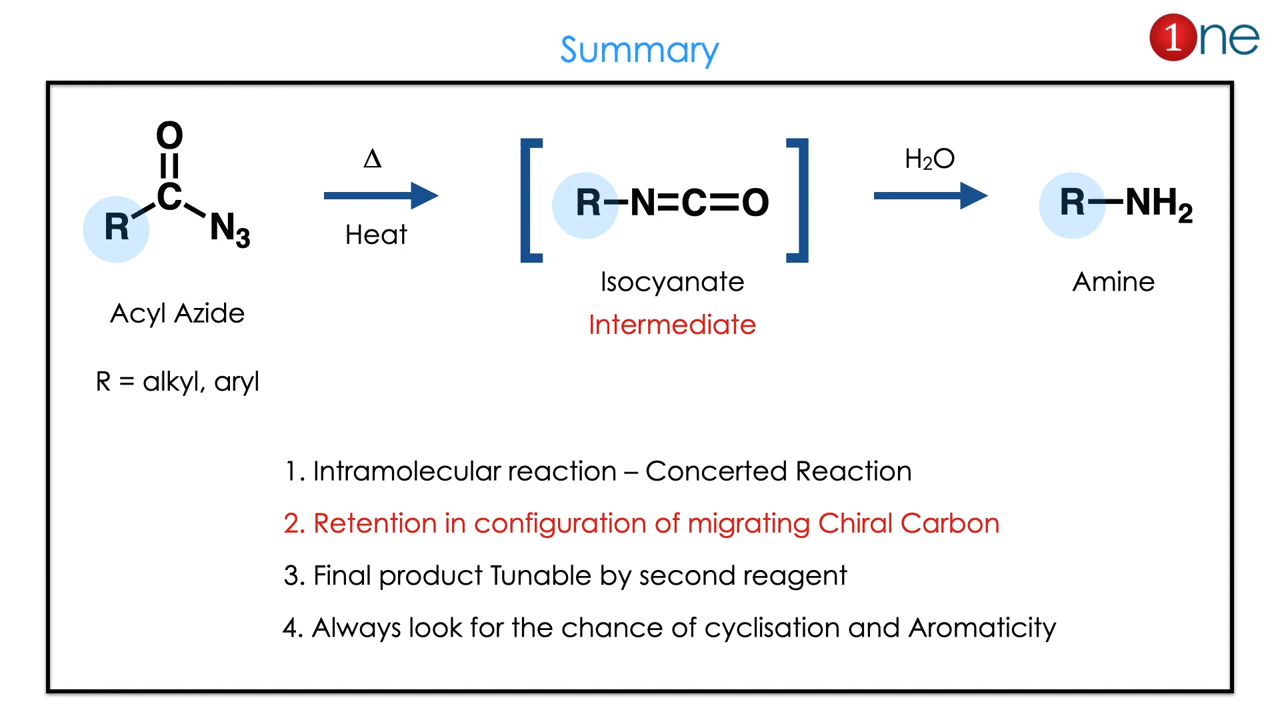 Summary
1ne
O
C
R
N3
Acyl Azide
R = alkyl, aryl
Δ
Heat
R–N=C=O
Isocyanate
Intermediate
H2O
R—NH2
Amine
1. Intramolecular reaction – Concerted Reaction
2. Retention in configuration of migrating Chiral Carbon
3. Final product Tunable by second reagent
4. Always look for the chance of cyclisation and Aromaticity